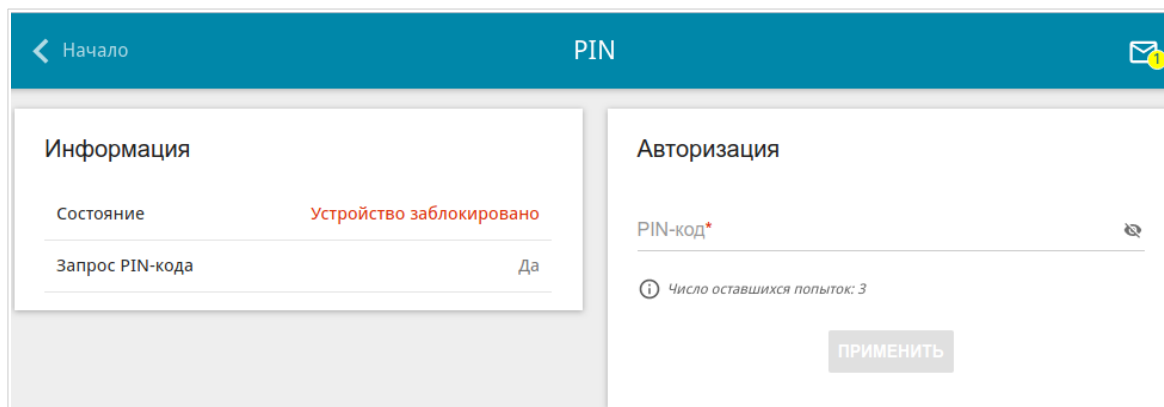 Начало
PIN
1
Информация
Состояние Устройство заблокировано
Запрос PIN-кода Да
Авторизация
PIN-код*
Число оставшихся попыток: 3
ПРИМЕНИТЬ